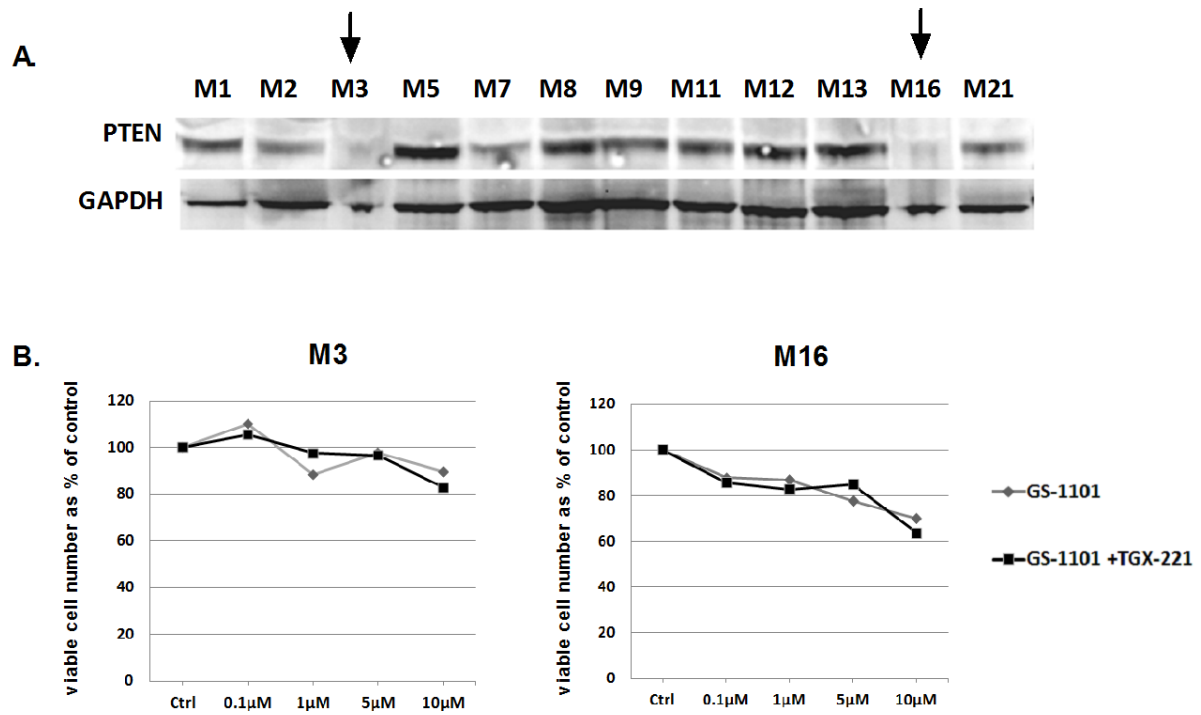 A.
M1 M2 M3 M5 M7 M8 M9 M11 M12 M13 M16 M21
PTEN
GAPDH
B.
M3
viable cell number as % of control
120
100
80
60
40
20
0
Ctrl 0.1µM 1µM 5µM 10µM
M16
viable cell number as % of control
120
100
80
60
40
20
0
Ctrl 0.1µM 1µM 5µM 10µM
GS-1101
GS-1101 +TGX-221